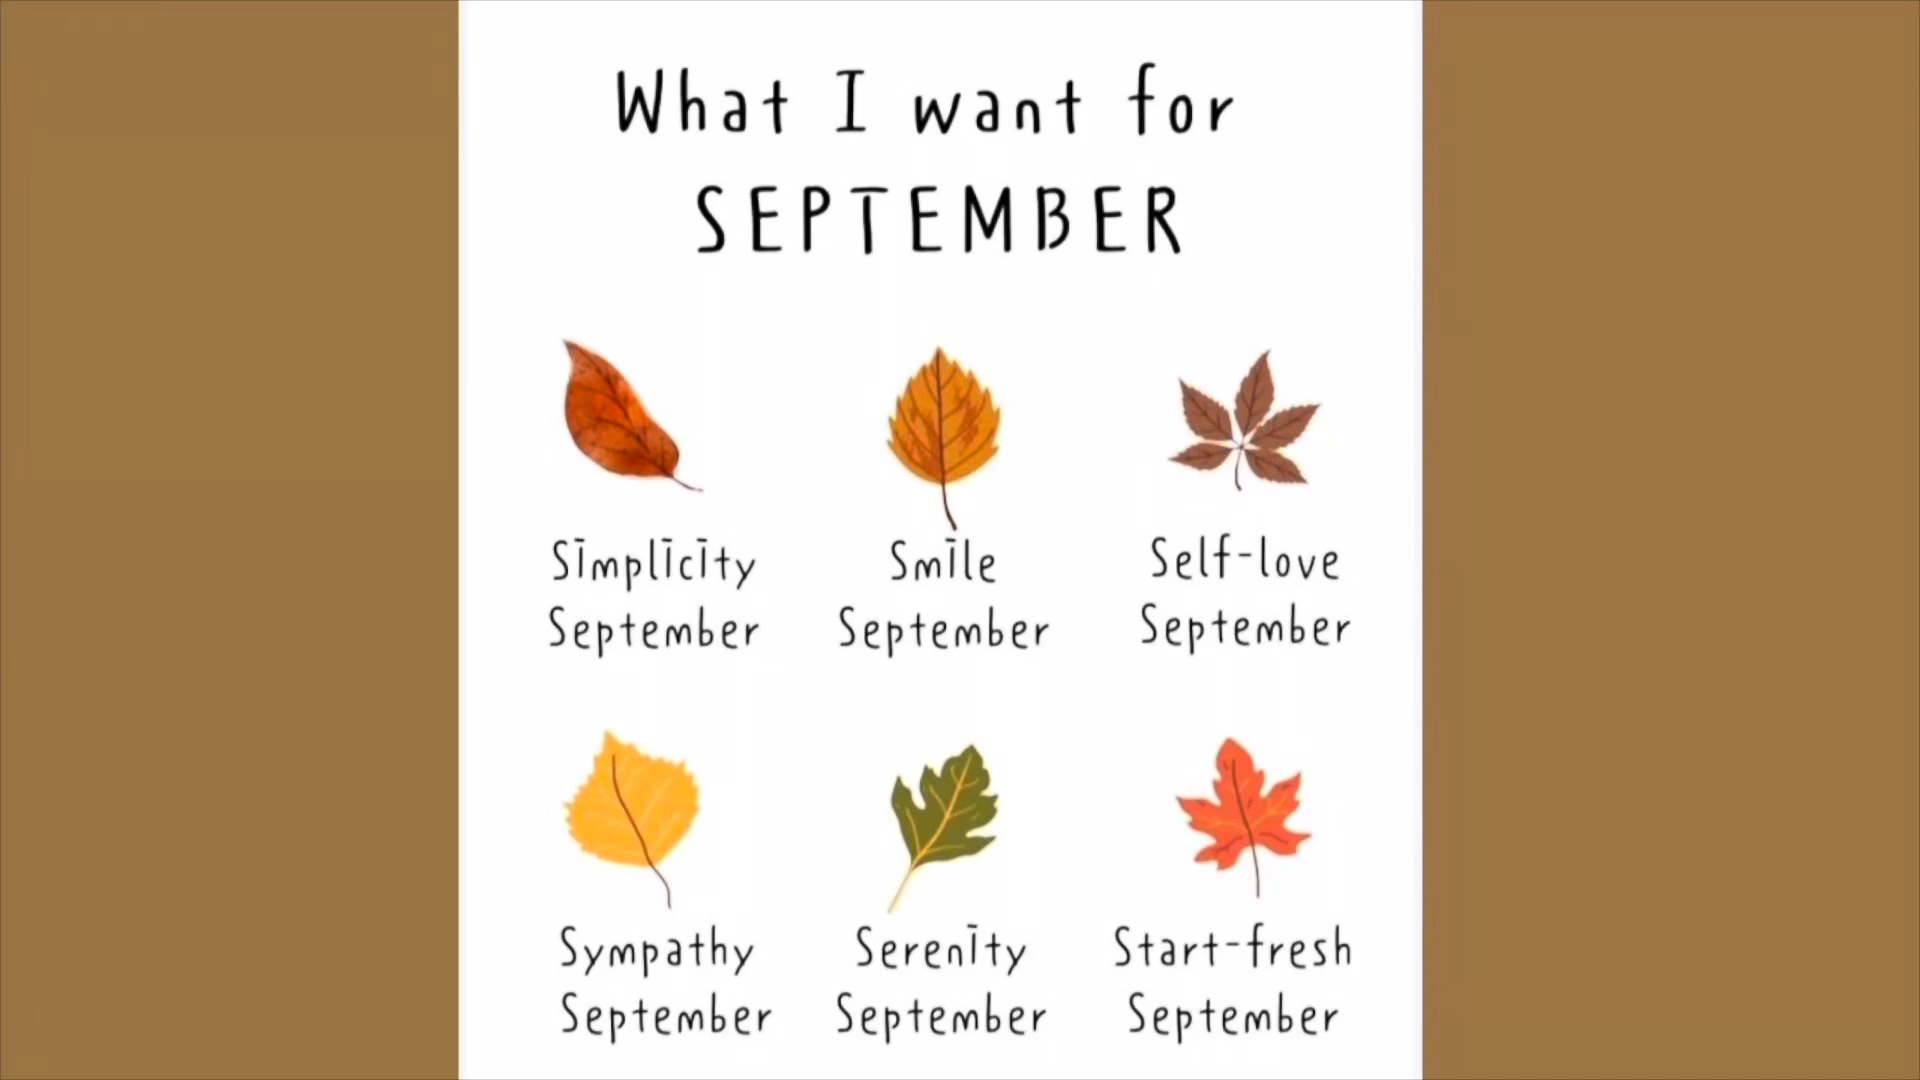 What I want for
SEPTEMBER
Simplicity
September
Smile
September
Self-love
September
Sympathy
September
Serenity
September
Start-fresh
September